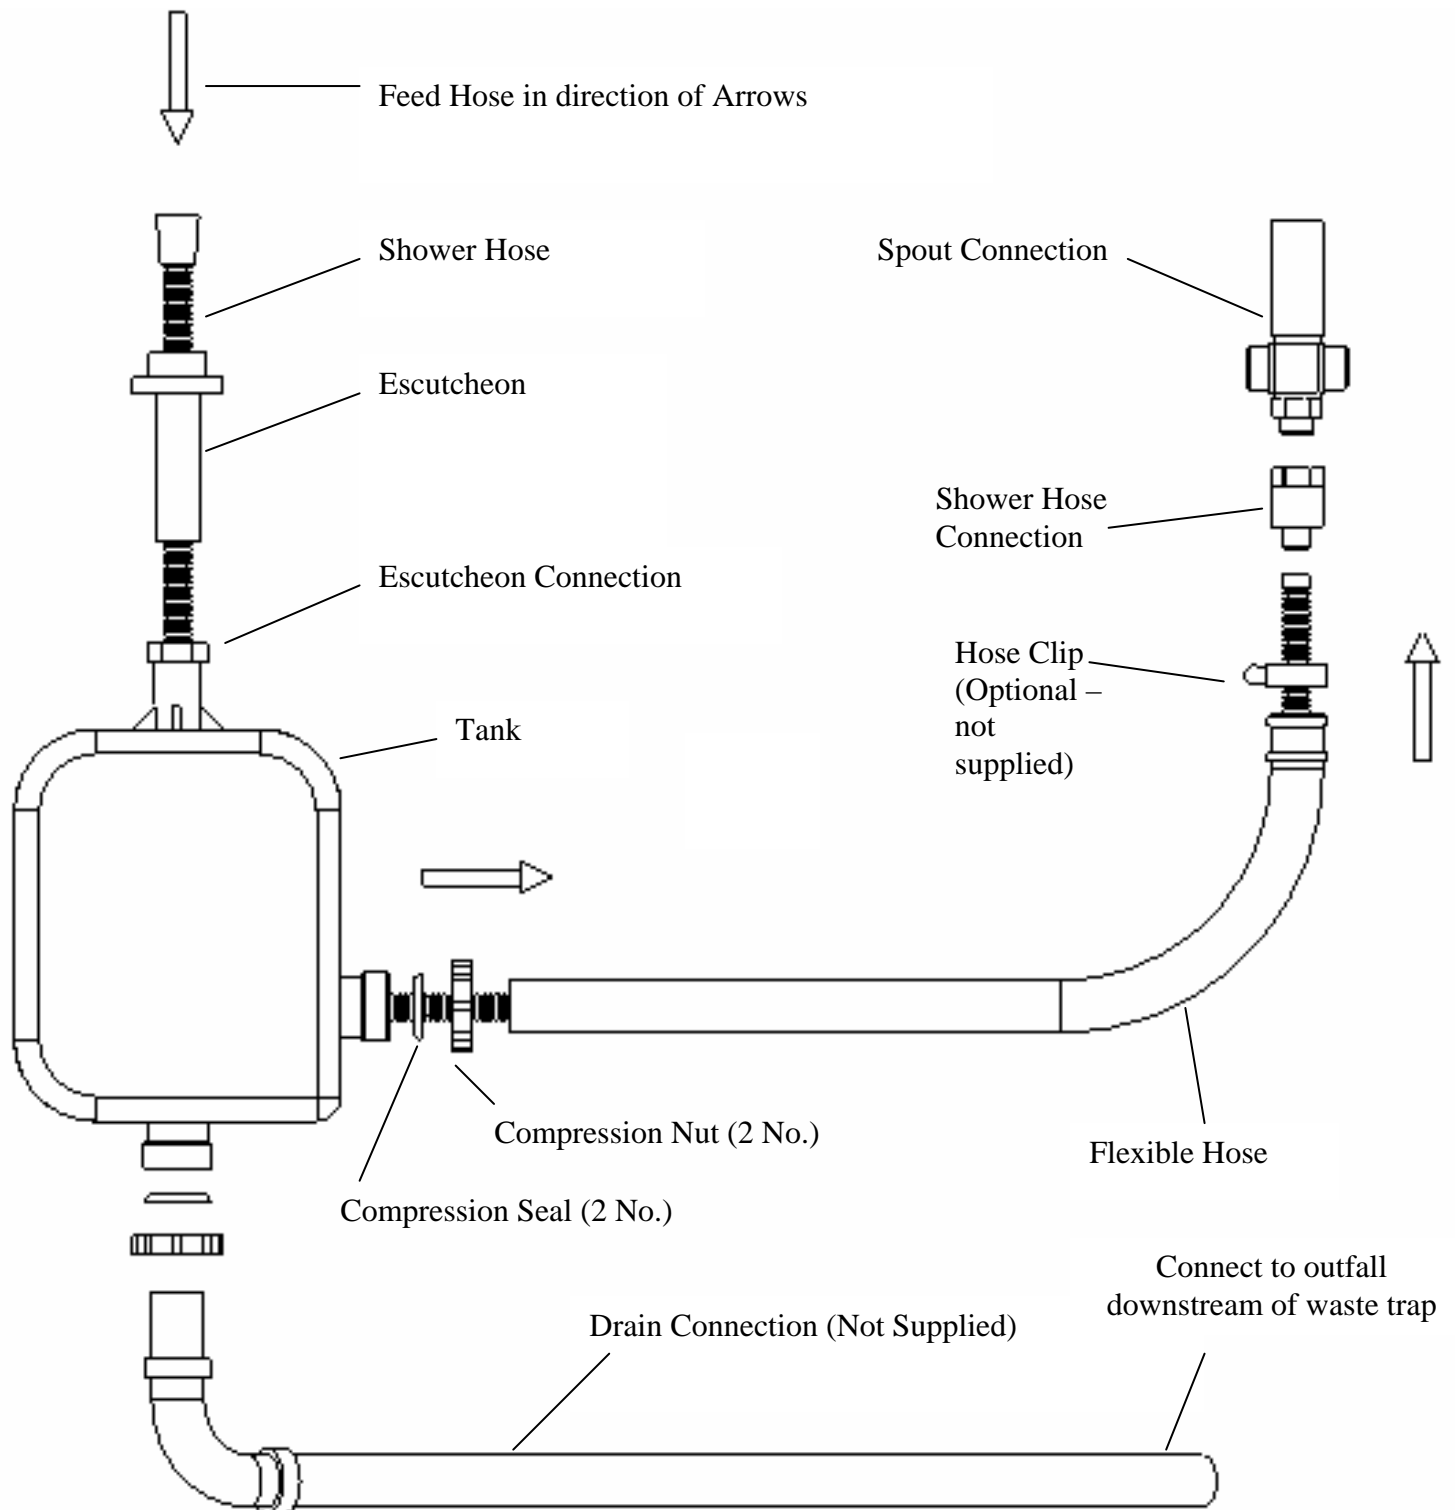 Feed Hose in direction of Arrows
Shower Hose
Spout Connection
Escutcheon
Shower Hose
Connection
Escutcheon Connection
Hose Clip
(Optional –
not
supplied)
Tank
Compression Nut (2 No.)
Flexible Hose
Compression Seal (2 No.)
Connect to outfall
downstream of waste trap
Drain Connection (Not Supplied)